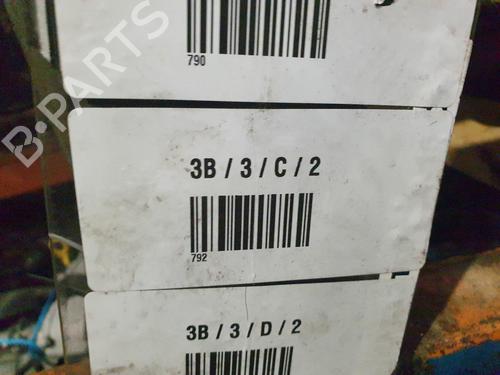 790
3B / 3 / C / 2
792
3B / 3 / D / 2
B-PARTS